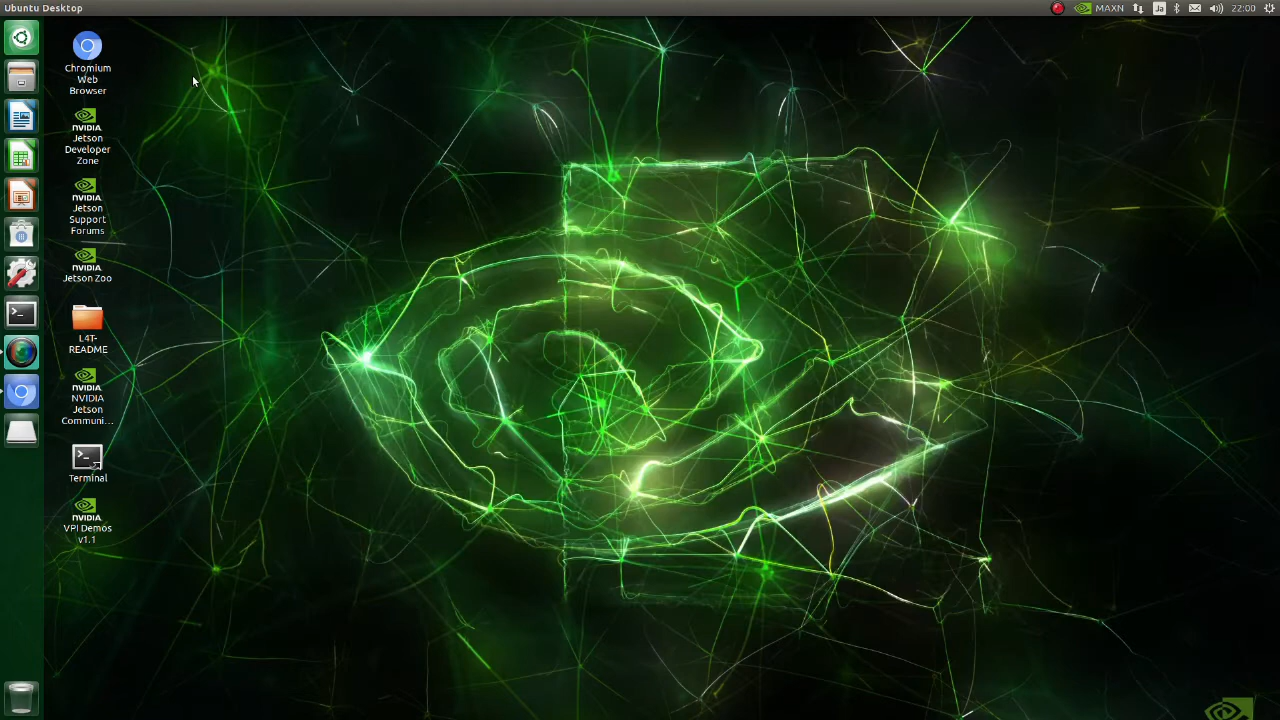 Ubuntu Desktop
MAXN
Ja
22:00
Chromium
Web
Browser
NVIDIA
Jetson
Developer
Zone
NVIDIA
Jetson
Support
Forums
NVIDIA
Jetson Zoo
L4T-
README
NVIDIA
NVIDIA
Jetson
Communi...
Terminal
NVIDIA
VPI Demos
v1.1